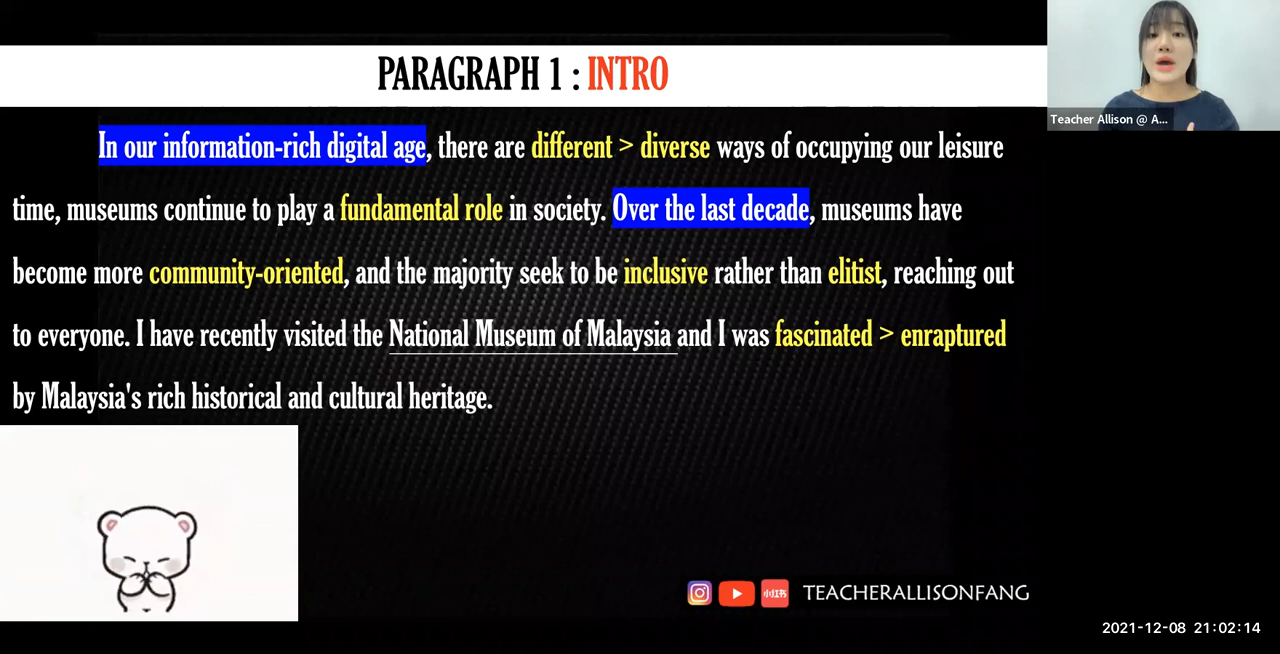 PARAGRAPH 1 : INTRO
Teacher Allison @ A...
In our information-rich digital age, there are different > diverse ways of occupying our leisure
time, museums continue to play a fundamental role in society. Over the last decade, museums have
become more community-oriented, and the majority seek to be inclusive rather than elitist, reaching out
to everyone. I have recently visited the National Museum of Malaysia and I was fascinated > enraptured
by Malaysia's rich historical and cultural heritage.
小红书
TEACHERALLISONFANG
2021-12-08 21:02:14